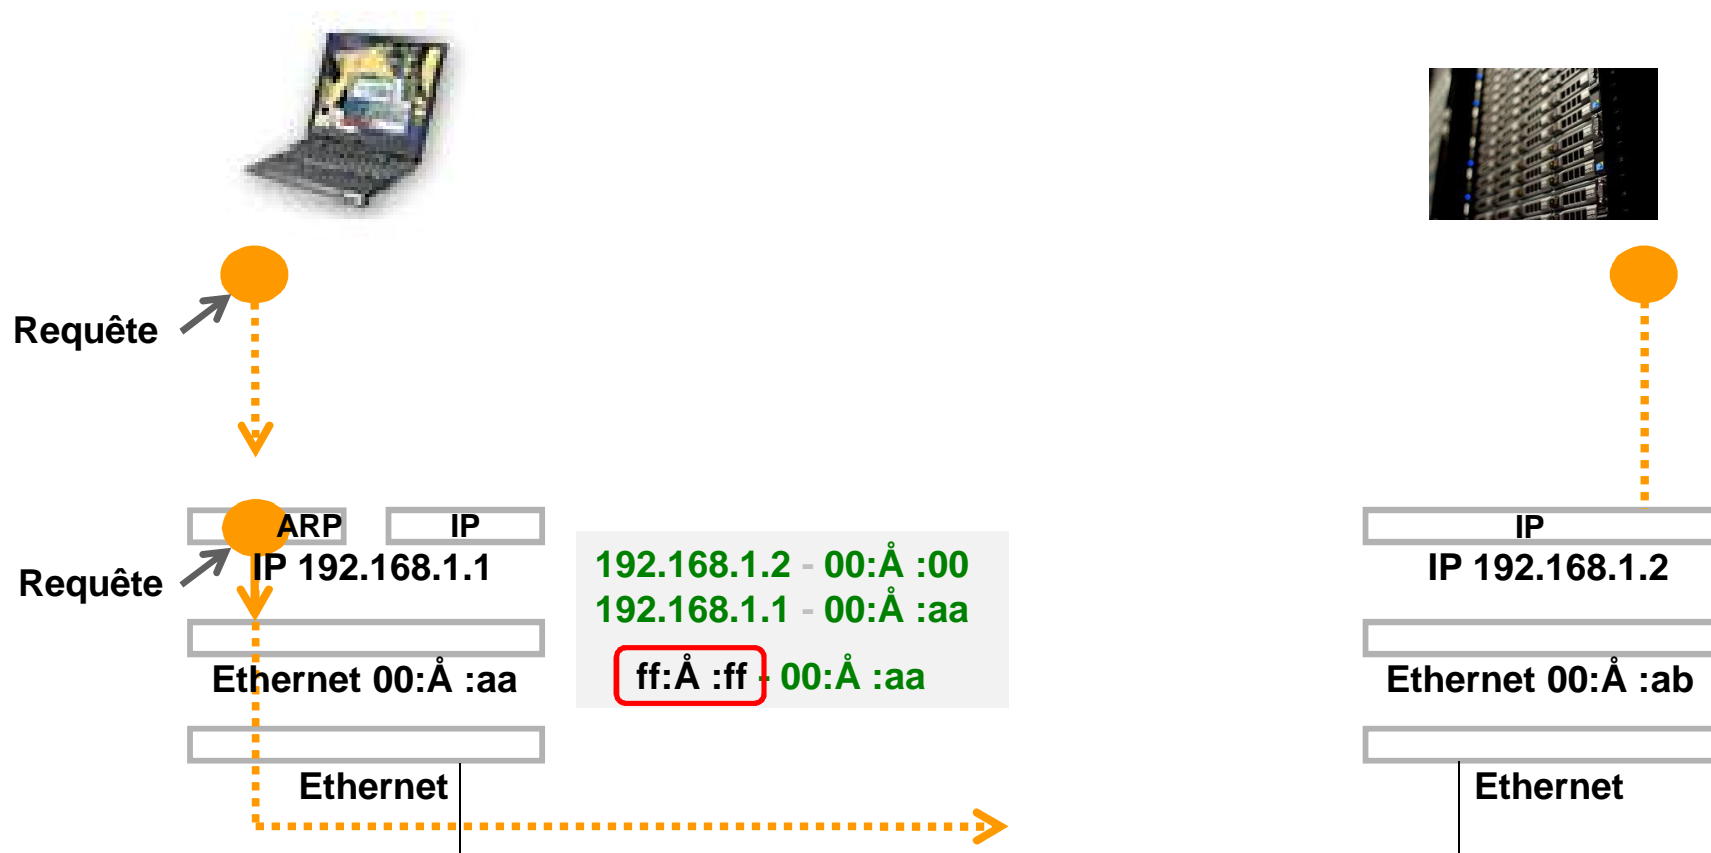 Requête
ARP IP IP
IP 192.168.1.1 IP 192.168.1.2
Requête
192.168.1.2 - 00:Å :00
192.168.1.1 - 00:Å :aa
ff:Å :ff - 00:Å :aa
Ethernet 00:Å :aa Ethernet 00:Å :ab
Ethernet Ethernet